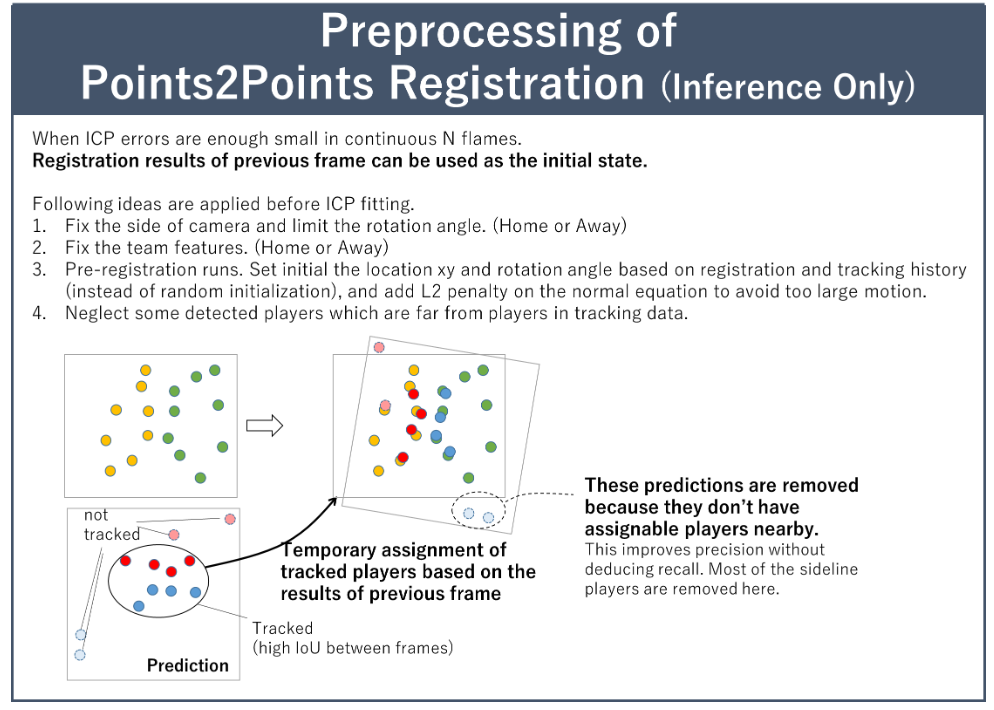 Preprocessing of
Points2Points Registration (Inference Only)
When ICP errors are enough small in continuous N flames.
Registration results of previous frame can be used as the initial state.
Following ideas are applied before ICP fitting.
1. Fix the side of camera and limit the rotation angle. (Home or Away)
2. Fix the team features. (Home or Away)
3. Pre-registration runs. Set initial the location xy and rotation angle based on registration and tracking history
(instead of random initialization), and add L2 penalty on the normal equation to avoid too large motion.
4. Neglect some detected players which are far from players in tracking data.
These predictions are removed
because they don't have
assignable players nearby.
This improves precision without
deducing recall. Most of the sideline
players are removed here.
not
tracked
Temporary assignment of
tracked players based on the
results of previous frame
Tracked
(high IoU between frames)
Prediction